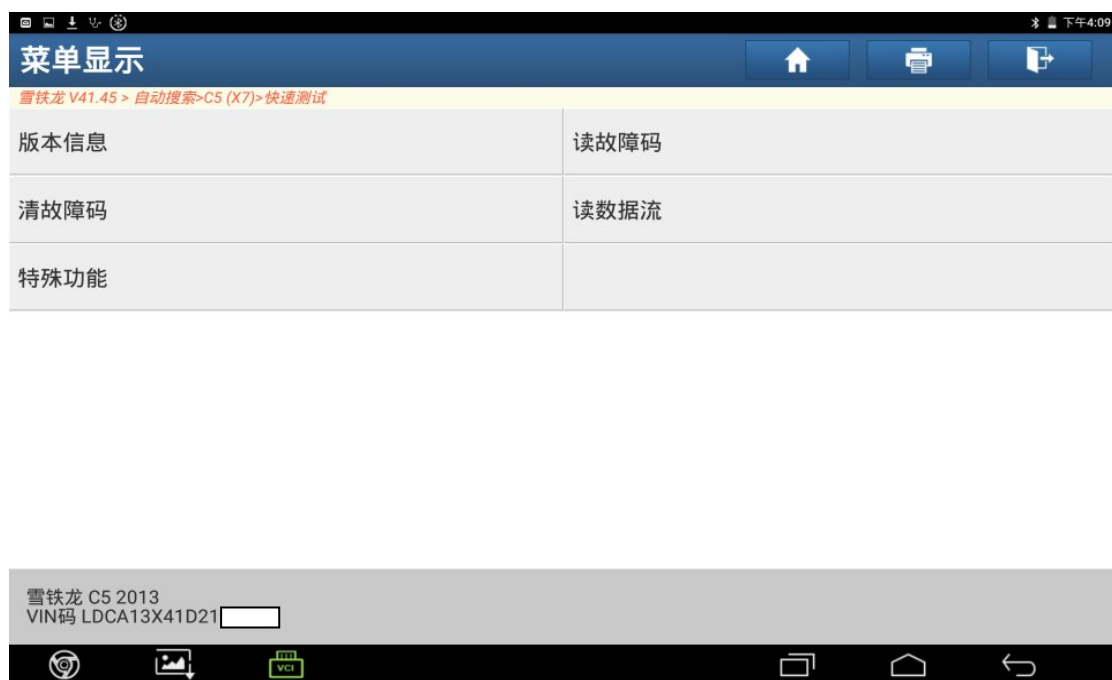 下午4:09
菜单显示
雪铁龙 V41.45 > 自动搜索>C5 (X7)>快速测试
版本信息 读故障码
清故障码 读数据流
特殊功能
雪铁龙 C5 2013
VIN码 LDCA13X41D21
VCI